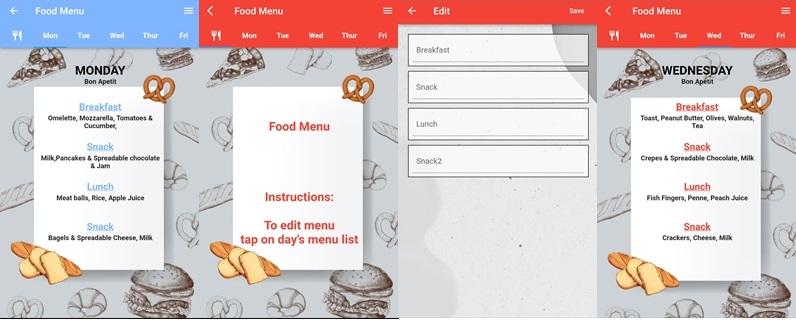 Food Menu
Mon Tue Wed Thur Fri
MONDAY
Bon Apetit
Breakfast
Omelette, Mozzarella, Tomatoes &
Cucumber,
Snack
Milk,Pancakes & Spreadable chocolate
& Jam
Lunch
Meat balls, Rice, Apple Juice
Snack
Bagels & Spreadable Cheese, Milk
Food Menu
Mon Tue Wed Thur Fri
Food Menu
Instructions:
To edit menu
tap on day's menu list
Edit Save
Breakfast
Snack
Lunch
Snack2
Food Menu
Mon Tue Wed Thur Fri
WEDNESDAY
Bon Apetit
Breakfast
Toast, Peanut Butter, Olives, Walnuts,
Tea
Snack
Crepes & Spreadable Chocolate, Milk
Lunch
Fish Fingers, Penne, Peach Juice
Snack
Crackers, Cheese, Milk